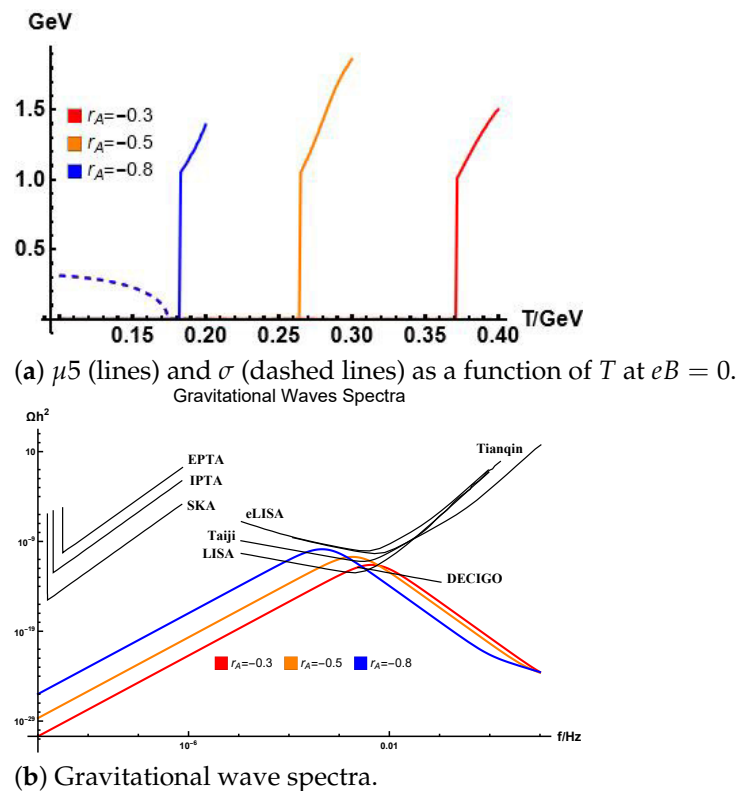 GeV
1.5
1.0
0.5
r_A=−0.3
r_A=−0.5
r_A=−0.8
0.15 0.20 0.25 0.30 0.35 0.40
T/GeV
(a) μ5 (lines) and σ (dashed lines) as a function of T at eB = 0.
Gravitational Waves Spectra
Ωh²
10
10⁻⁹
10⁻¹⁹
10⁻²⁹
EPTA
IPTA
SKA
eLISA
Taiji
LISA
Tianqin
DECIGO
r_A=−0.3 r_A=−0.5 r_A=−0.8
10⁻⁶ 0.01
f/Hz
(b) Gravitational wave spectra.